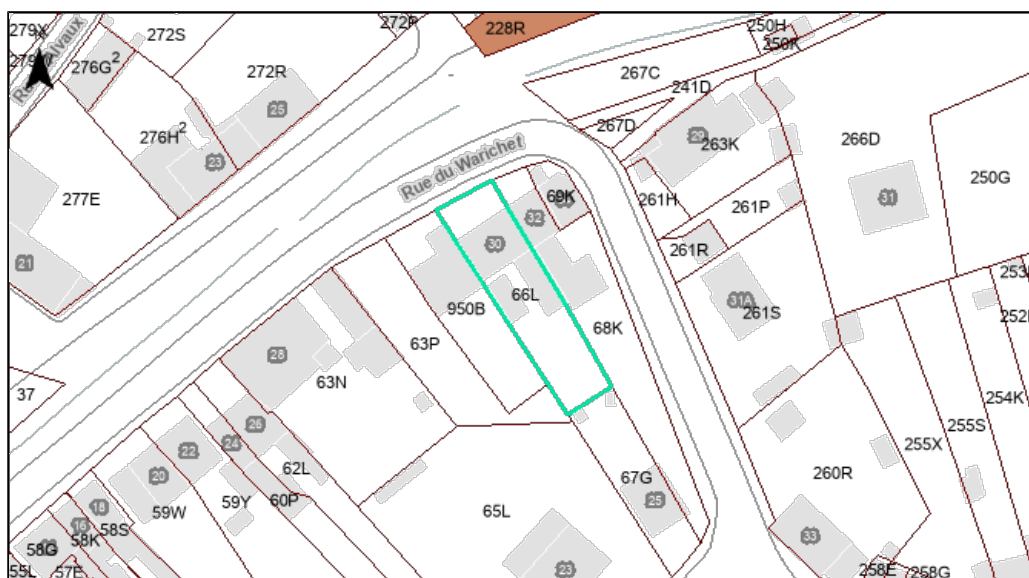 279X
272S
272P
228R
250H
250K
276G²
272R
267C
241D
25
267D
29
263K
266D
276H²
23
Rue du Warichet
250G
277E
69K
32
261H
261P
31
30
261R
21
66L
31A
261S
950B
68K
63P
28
63N
37
254K
255S
255X
26
24
22
62L
260R
20
67G
25
60P
59Y
59W
65L
18
16
58S
58K
58G
33
23
55L
57E
258E
258G